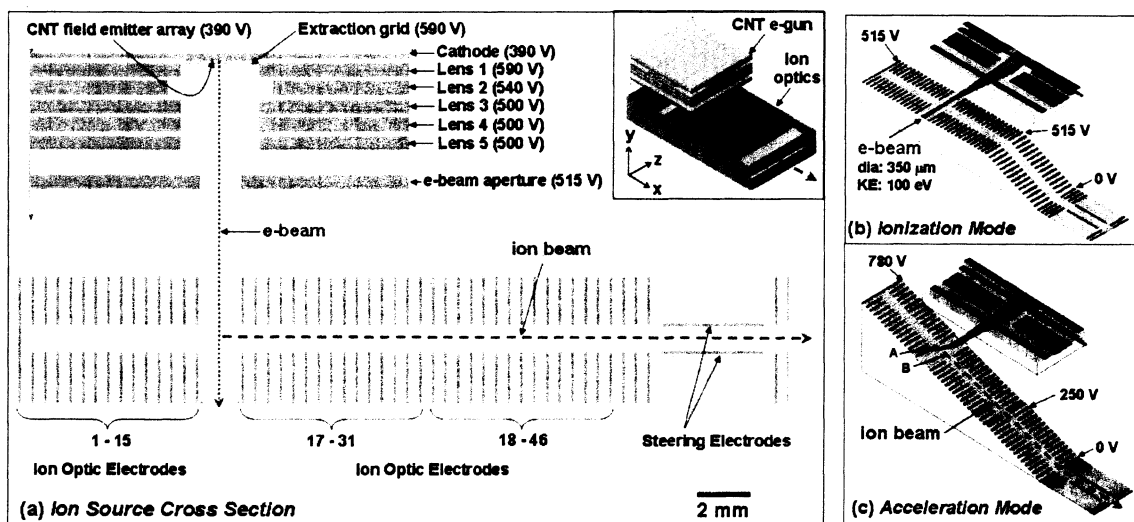 CNT field emitter array (390 V)
Extraction grid (590 V)
Cathode (390 V)
Lens 1 (590 V)
Lens 2 (540 V)
Lens 3 (500 V)
Lens 4 (500 V)
Lens 5 (500 V)
e-beam aperture (515 V)
e-beam
ion beam
1 - 15
17 - 31
18 - 46
Steering Electrodes
Ion Optic Electrodes
Ion Optic Electrodes
(a) Ion Source Cross Section
2 mm
CNT e-gun
Ion
optics
y
z
x
515 V
515 V
e-beam
dia: 350 μm
KE: 100 eV
0 V
(b) Ionization Mode
780 V
A
B
250 V
ion beam
0 V
(c) Acceleration Mode